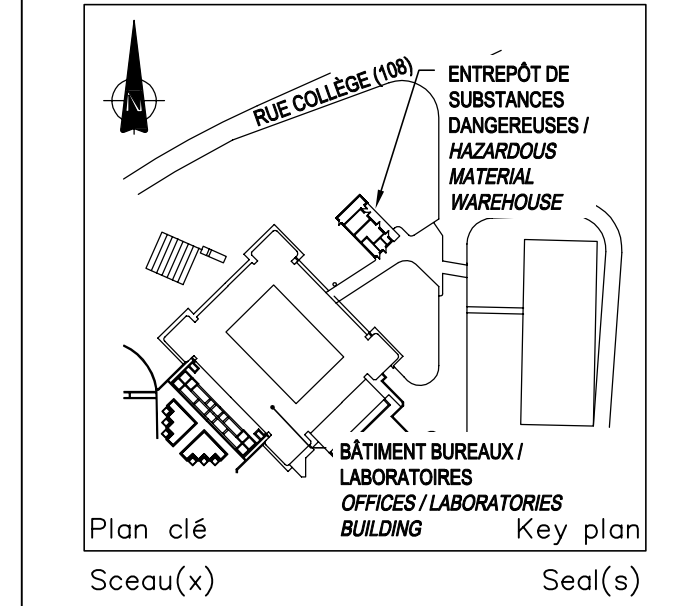 N
RUE COLLÈGE (108)
ENTREPÔT DE
SUBSTANCES
DANGEREUSES /
HAZARDOUS
MATERIAL
WAREHOUSE
BÂTIMENT BUREAUX /
LABORATOIRES
OFFICES / LABORATORIES
BUILDING
Plan clé Key plan
Sceau(x) Seal(s)